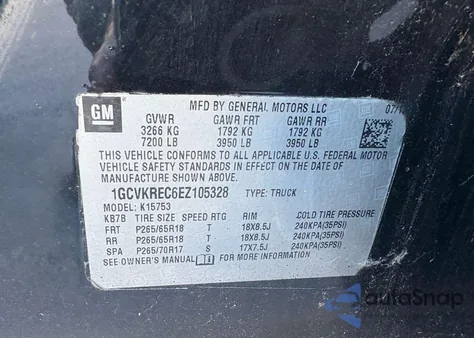 GM
MFD BY GENERAL MOTORS LLC
GVWR GAWR FRT GAWR RR
3266 KG 1792 KG 1792 KG
7200 LB 3950 LB 3950 LB
THIS VEHICLE CONFORMS TO ALL APPLICABLE U.S. FEDERAL MOTOR
VEHICLE SAFETY STANDARDS IN EFFECT ON THE DATE OF
MANUFACTURE SHOWN ABOVE.
1GCVKREC6EZ105328 TYPE: TRUCK
MODEL: K15753
K87B TIRE SIZE SPEED RTG RIM COLD TIRE PRESSURE
FRT P265/65R18 T 18X8.5J 240KPA(35PSI)
RR P265/65R18 T 18X8.5J 240KPA(35PSI)
SPA P265/70R17 S 17X7.5J 240KPA(35PSI)
SEE OWNER'S MANUAL FOR MORE INFORMATION.
autoSnap